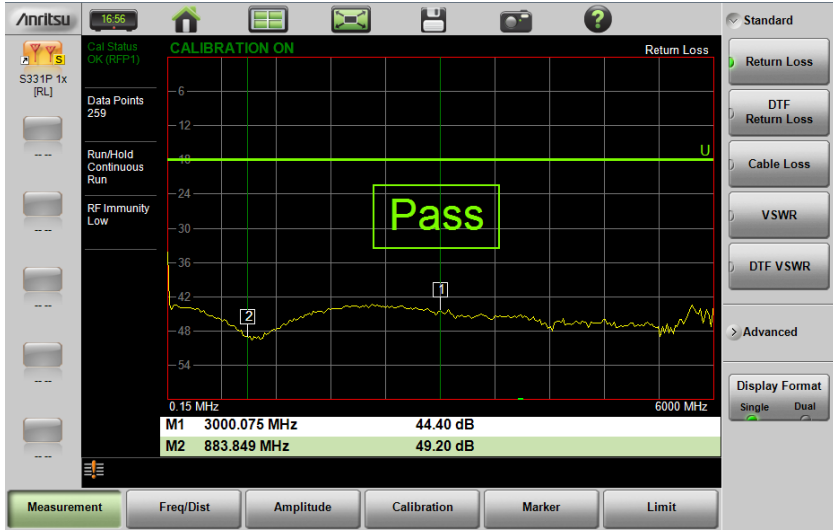 Anritsu
16:56
?
Standard
S331P 1x
[RL]
-- --
-- --
-- --
-- --
-- --
Cal Status
OK (RFP1)
Data Points
259
Run/Hold
Continuous
Run
RF Immunity
Low
CALIBRATION ON
Return Loss
-6
-12
-18
U
-24
Pass
-30
-36
-42
1
2
-48
-54
0.15 MHz
6000 MHz
M1 3000.075 MHz 44.40 dB
M2 883.849 MHz 49.20 dB
Return Loss
DTF
Return Loss
Cable Loss
VSWR
DTF VSWR
Advanced
Display Format
Single Dual
Measurement
Freq/Dist
Amplitude
Calibration
Marker
Limit